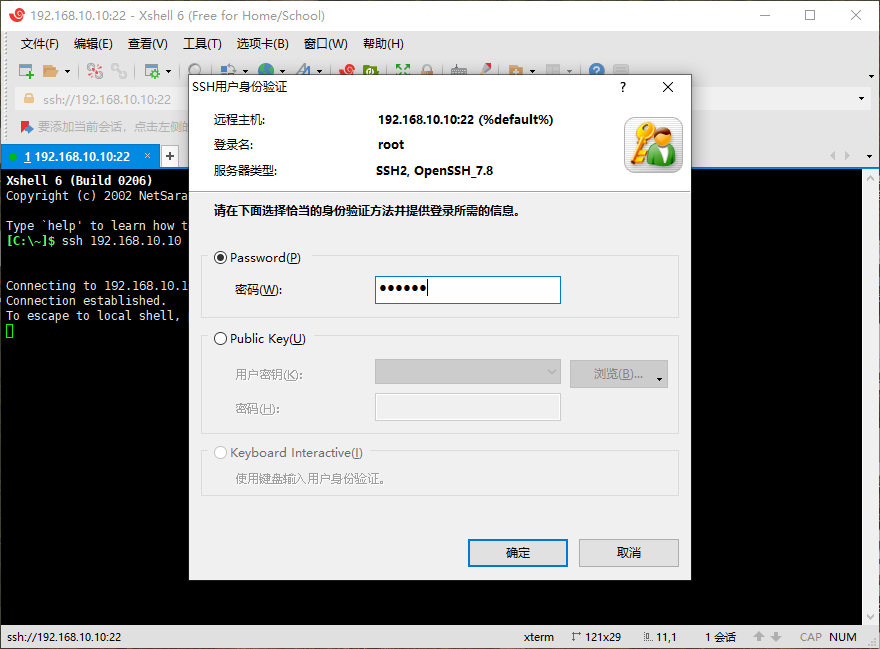 192.168.10.10:22 - Xshell 6 (Free for Home/School)
文件(F) 编辑(E) 查看(V) 工具(T) 选项卡(B) 窗口(W) 帮助(H)
ssh://192.168.10.10:22
要添加当前会话，点击左侧的
1 192.168.10.10:22 × +
Xshell 6 (Build 0206)
Copyright (c) 2002 NetSara
Type `help' to learn how t
[C:\~]$ ssh 192.168.10.10
Connecting to 192.168.10.1
Connection established.
To escape to local shell,
SSH用户身份验证 ?
远程主机: 192.168.10.10:22 (%default%)
登录名: root
服务器类型: SSH2, OpenSSH_7.8
请在下面选择恰当的身份验证方法并提供登录所需的信息。
Password(P)
密码(W): ●●●●●●
Public Key(U)
用户密钥(K): 浏览(B)...
密码(H):
Keyboard Interactive(I)
使用键盘输入用户身份验证。
确定 取消
ssh://192.168.10.10:22 xterm 121x29 11,1 1 会话 CAP NUM